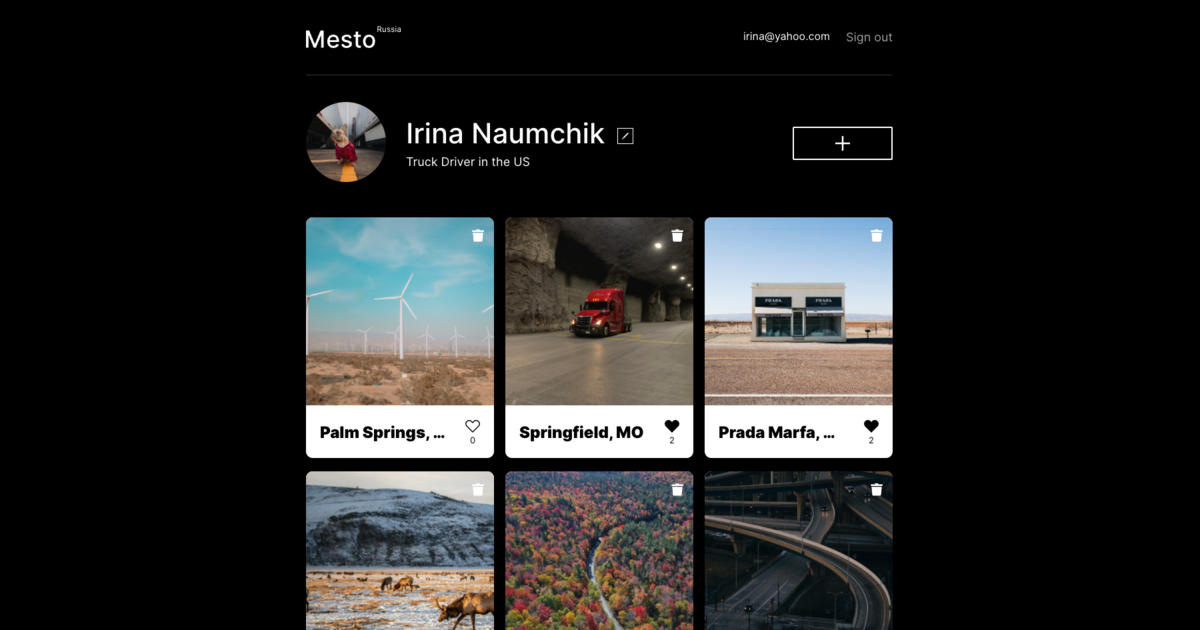 Mesto Russia
irina@yahoo.com Sign out
Irina Naumchik
Truck Driver in the US
PRADA PRADA
Palm Springs, ... 0
Springfield, MO 2
Prada Marfa, ... 2